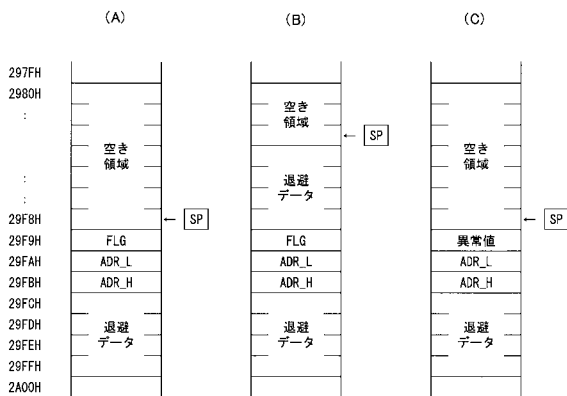 (A) (B) (C)
297FH
2980H
:
空き
領域
← SP
空き
領域
空き
領域
退避
データ
:
:
29F8H ← SP ← SP
29F9H FLG FLG 異常値
29FAH ADR_L ADR_L ADR_L
29FBH ADR_H ADR_H ADR_H
29FCH
29FDH 退避 退避 退避
29FEH データ データ データ
29FFH
2A00H